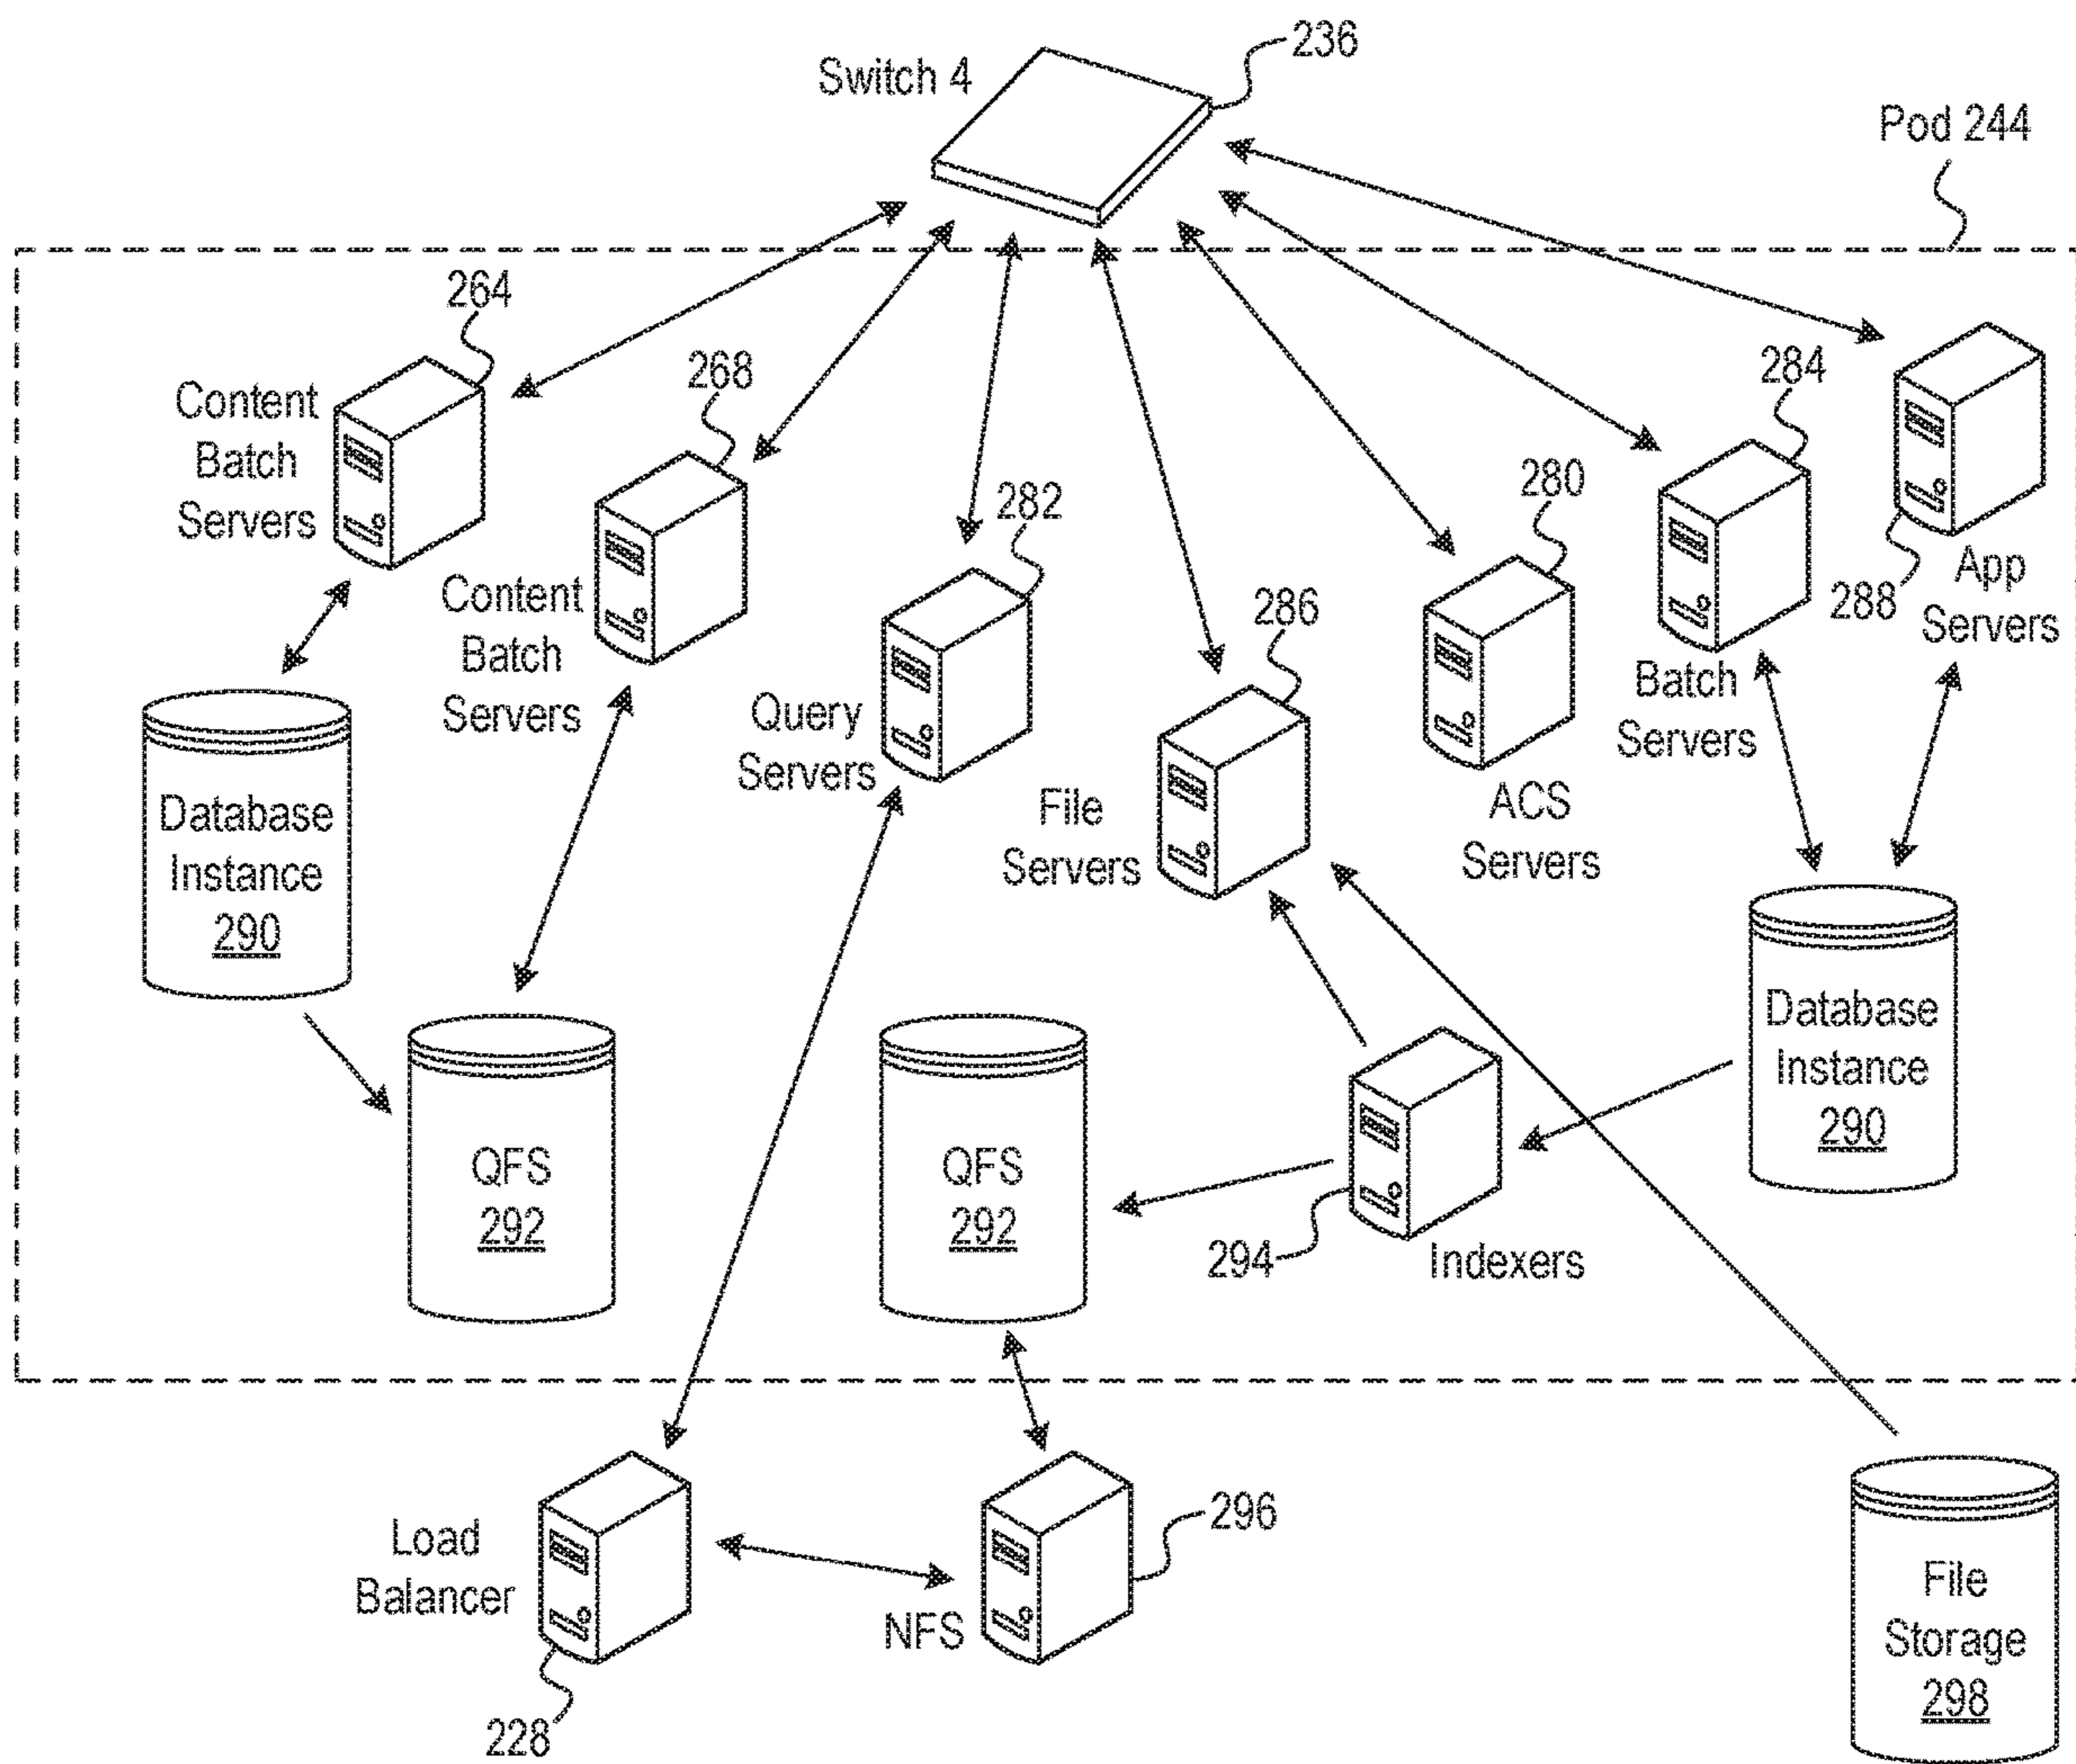 236
Switch 4
Pod 244
264
Content
Batch
Servers
268
Content
Batch
Servers
282
Query
Servers
286
File
Servers
280
ACS
Servers
284
Batch
Servers
288
App
Servers
Database
Instance
290
QFS
292
QFS
292
294
Indexers
Database
Instance
290
Load
Balancer
228
NFS
296
File
Storage
298